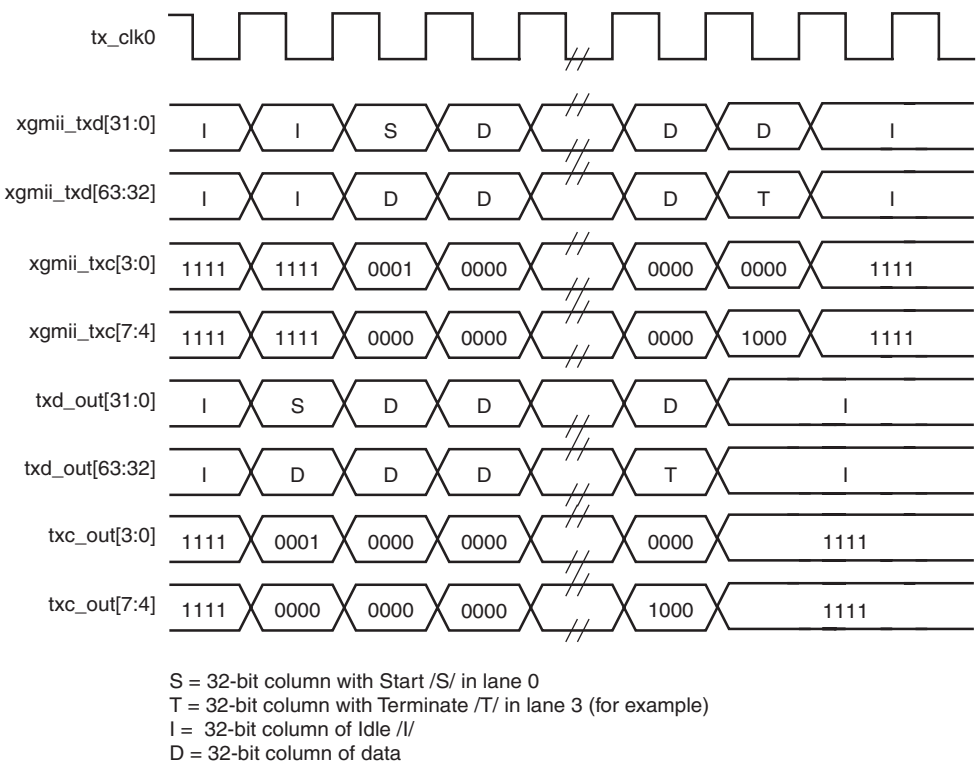 tx_clk0
xgmii_txd[31:0] I I S D D D I
xgmii_txd[63:32] I I D D D T I
xgmii_txc[3:0] 1111 1111 0001 0000 0000 0000 1111
xgmii_txc[7:4] 1111 1111 0000 0000 0000 1000 1111
txd_out[31:0] I S D D D I
txd_out[63:32] I D D D T I
txc_out[3:0] 1111 0001 0000 0000 0000 1111
txc_out[7:4] 1111 0000 0000 0000 1000 1111
S = 32-bit column with Start /S/ in lane 0
T = 32-bit column with Terminate /T/ in lane 3 (for example)
I = 32-bit column of Idle /I/
D = 32-bit column of data